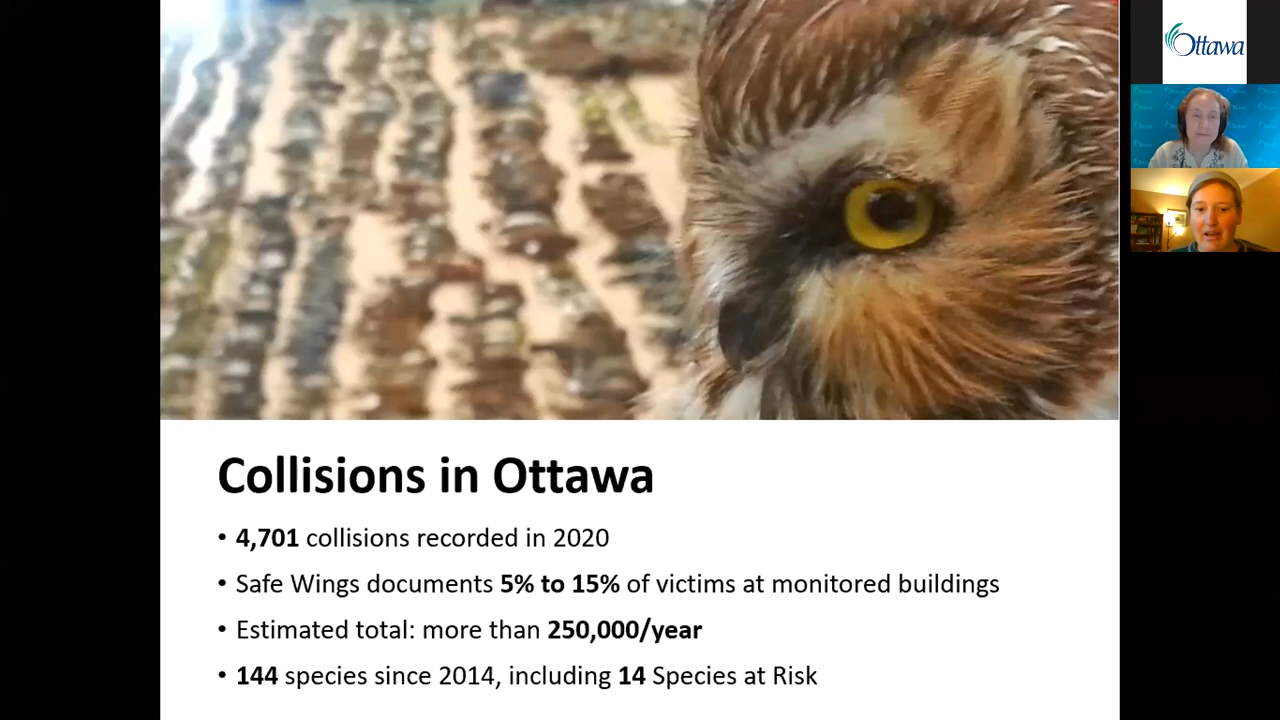 Ottawa
Collisions in Ottawa
• 4,701 collisions recorded in 2020
• Safe Wings documents 5% to 15% of victims at monitored buildings
• Estimated total: more than 250,000/year
• 144 species since 2014, including 14 Species at Risk